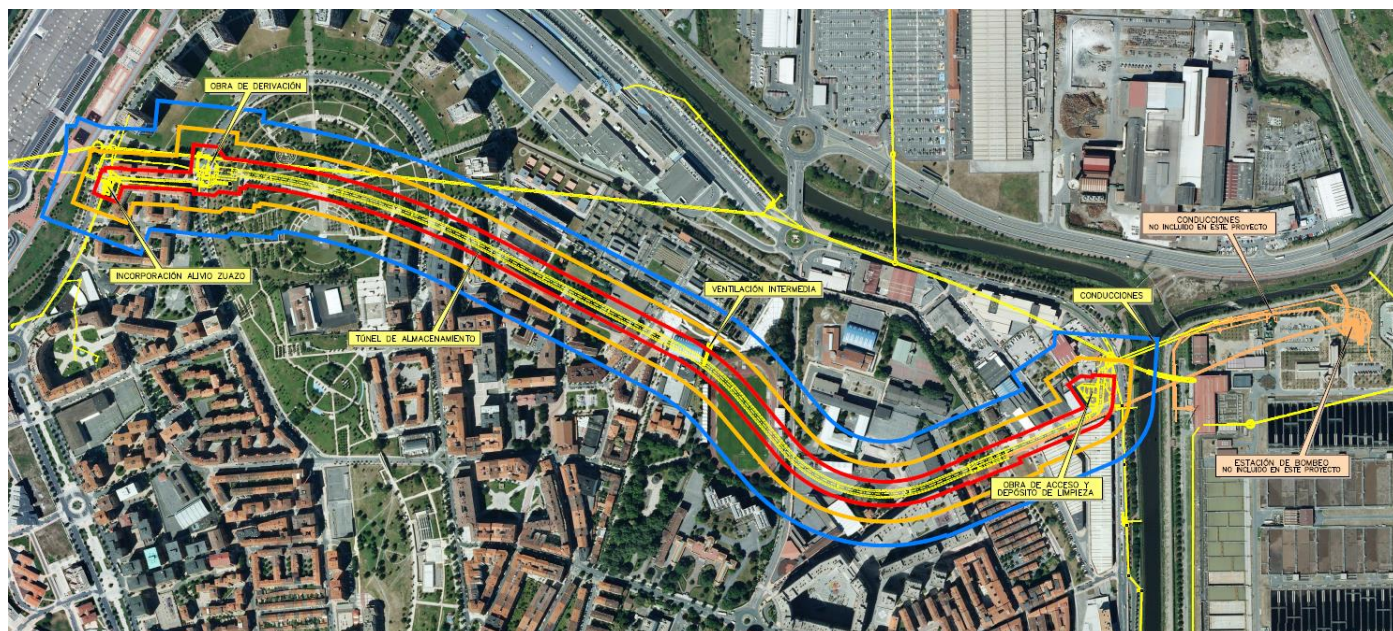 OBRA DE DERIVACIÓN
CONDUCCIONES
NO INCLUIDO EN ESTE PROYECTO
INCORPORACIÓN ALIVIO ZUAZO
VENTILACIÓN INTERMEDIA
CONDUCCIONES
TÚNEL DE ALMACENAMIENTO
ESTACIÓN DE BOMBEO
NO INCLUIDO EN ESTE PROYECTO
OBRA DE ACCESO Y
DEPÓSITO DE LIMPIEZA